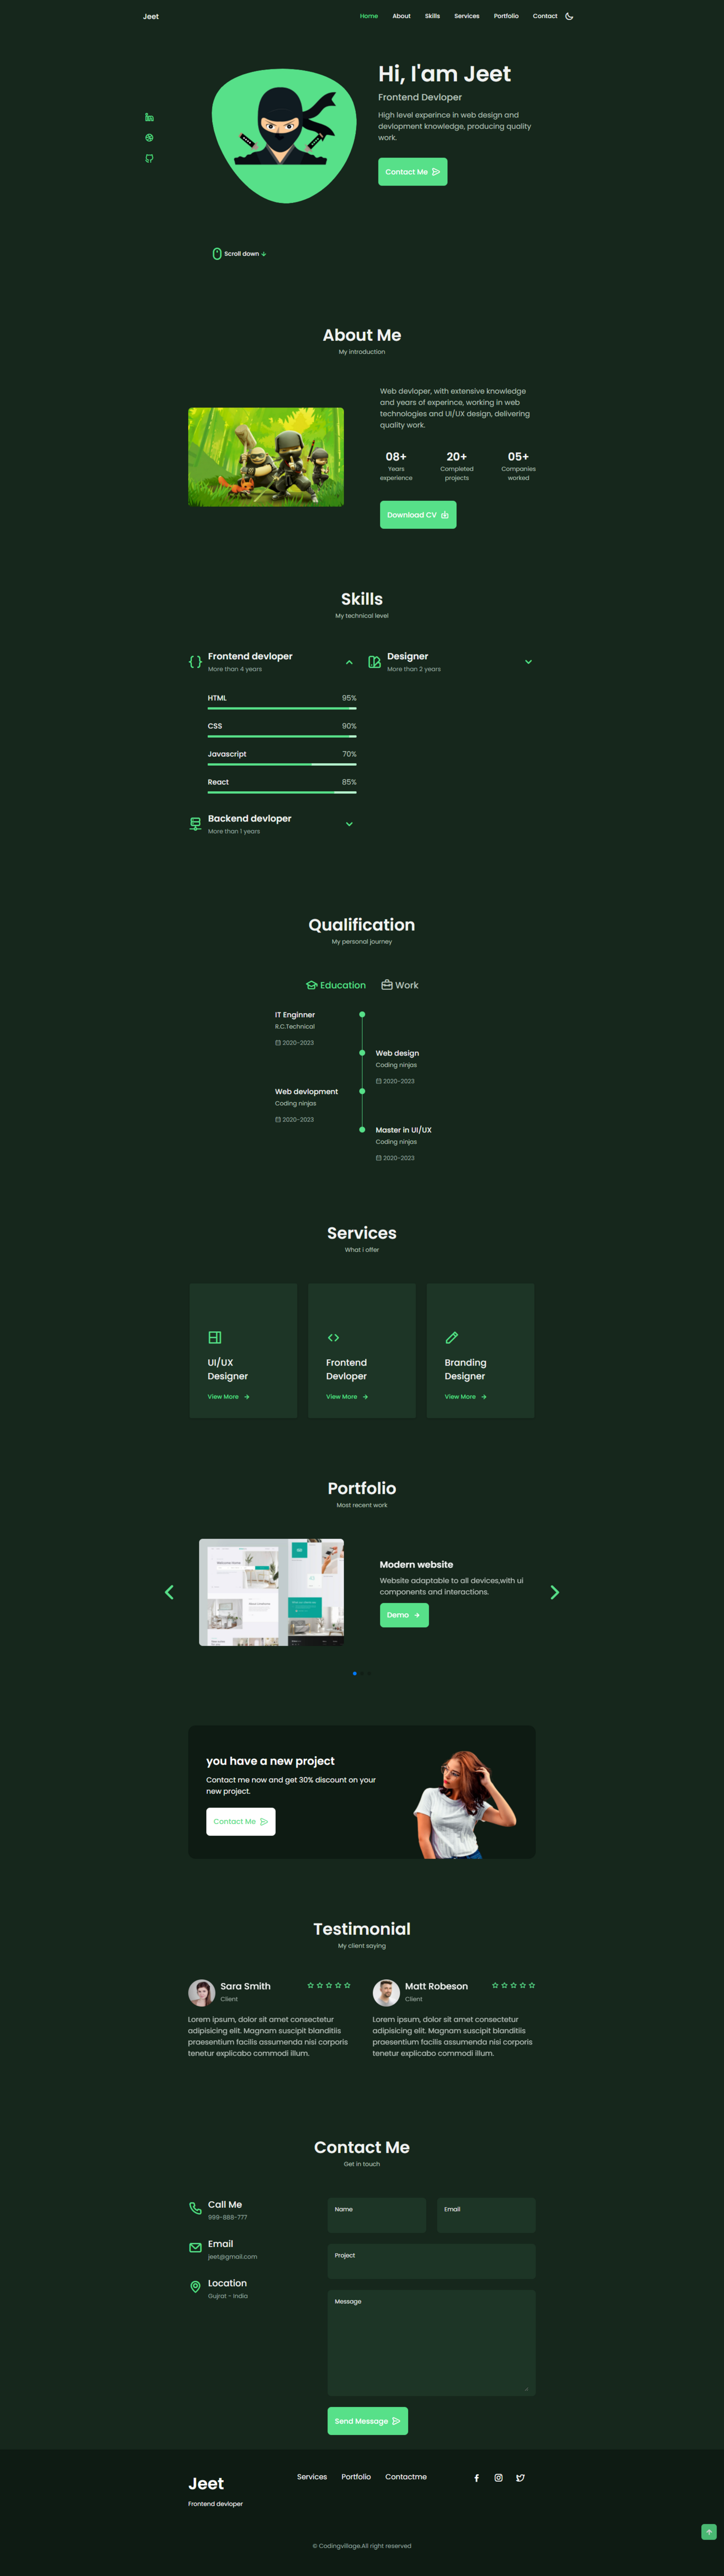 Jeet
Home About Skills Services Portfolio Contact
Hi, I'am Jeet
Frontend Devloper
High level experince in web design and
devlopment knowledge, producing quality
work.
Contact Me
Scroll down
About Me
My introduction
Web devloper, with extensive knowledge
and years of experince, working in web
technologies and UI/UX design, delivering
quality work.
08+ 20+ 05+
Years Completed Companies
experience projects worked
Download CV
Skills
My technical level
Frontend devloper
More than 4 years
Designer
More than 2 years
HTML 95%
CSS 90%
Javascript 70%
React 85%
Backend devloper
More than 1 years
Qualification
My personal journey
Education Work
IT Enginner
R.C.Technical
2020-2023
Web design
Coding ninjas
2020-2023
Web devlopment
Coding ninjas
2020-2023
Master in UI/UX
Coding ninjas
2020-2023
Services
What i offer
UI/UX
Designer
View More
Frontend
Devloper
View More
Branding
Designer
View More
Portfolio
Most recent work
Modern website
Website adaptable to all devices,with ui
components and interactions.
Demo
you have a new project
Contact me now and get 30% discount on your
new project.
Contact Me
Testimonial
My client saying
Sara Smith
Client
Lorem ipsum, dolor sit amet consectetur
adipisicing elit. Magnam suscipit blanditiis
praesentium facilis assumenda nisi corporis
tenetur explicabo commodi illum.
Matt Robeson
Client
Lorem ipsum, dolor sit amet consectetur
adipisicing elit. Magnam suscipit blanditiis
praesentium facilis assumenda nisi corporis
tenetur explicabo commodi illum.
Contact Me
Get in touch
Call Me
999-888-777
Email
jeet@gmail.com
Location
Gujrat - india
Name
Email
Project
Message
Send Message
Jeet
Frontend devloper
Services Portfolio Contactme
© Codingvillage.All right reserved